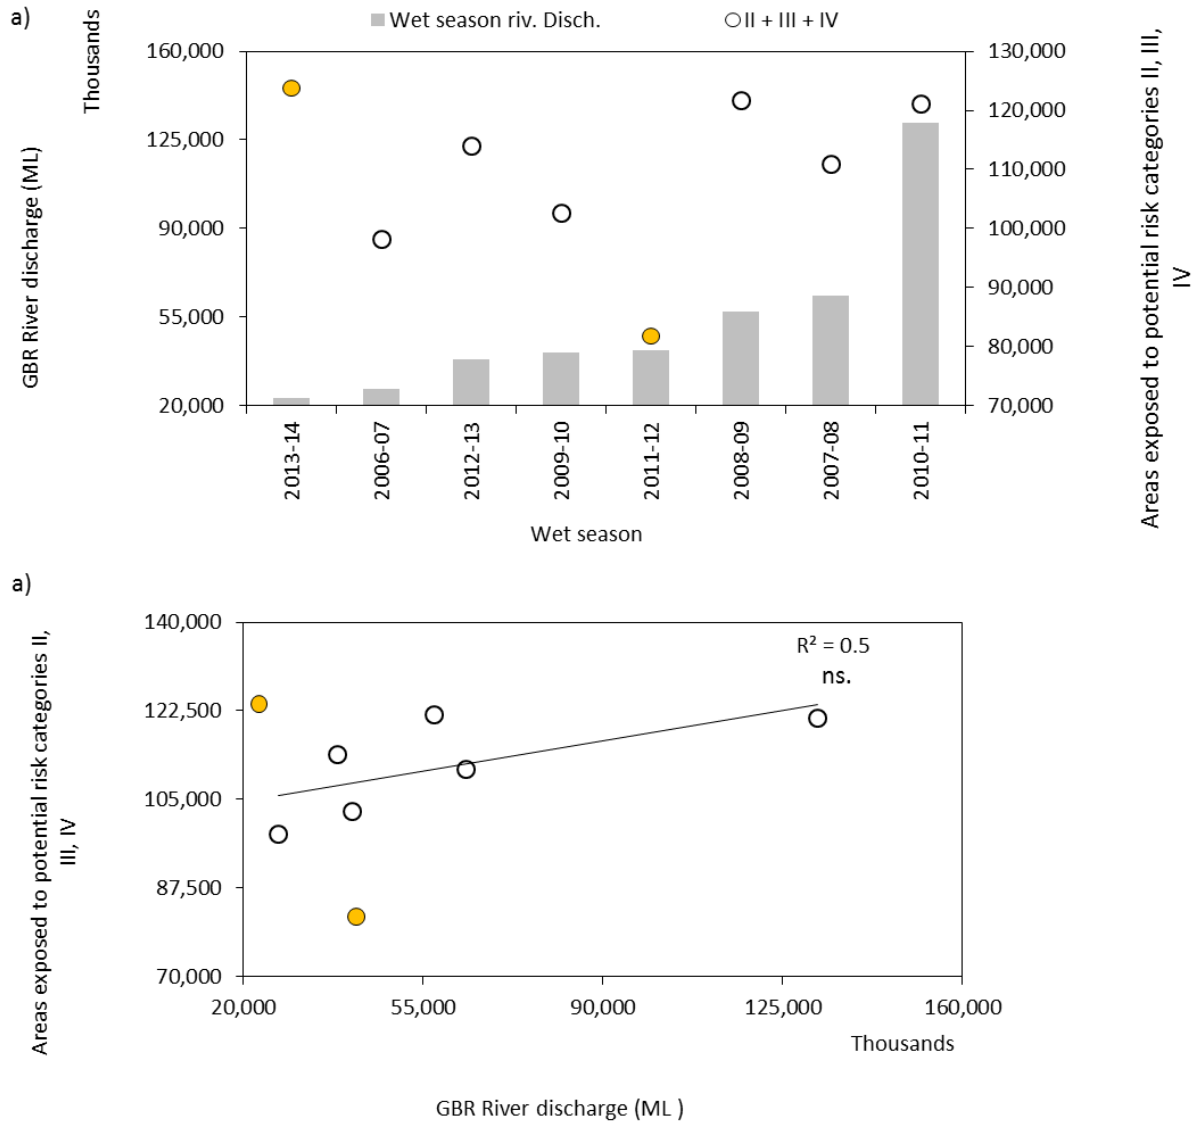 a)
Wet season riv. Disch.
II + III + IV
Thousands
GBR River discharge (ML)
160,000
125,000
90,000
55,000
20,000
130,000
120,000
110,000
100,000
90,000
80,000
70,000
Areas exposed to potential risk categories II, III,
IV
2013-14
2006-07
2012-13
2009-10
2011-12
2008-09
2007-08
2010-11
Wet season
a)
Areas exposed to potential risk categories II,
III, IV
140,000
122,500
105,000
87,500
70,000
R² = 0.5
ns.
20,000
55,000
90,000
125,000
160,000
Thousands
GBR River discharge (ML )